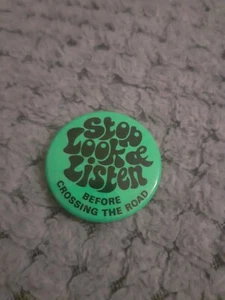 Stop
Look &
Listen
BEFORE
CROSSING THE ROAD